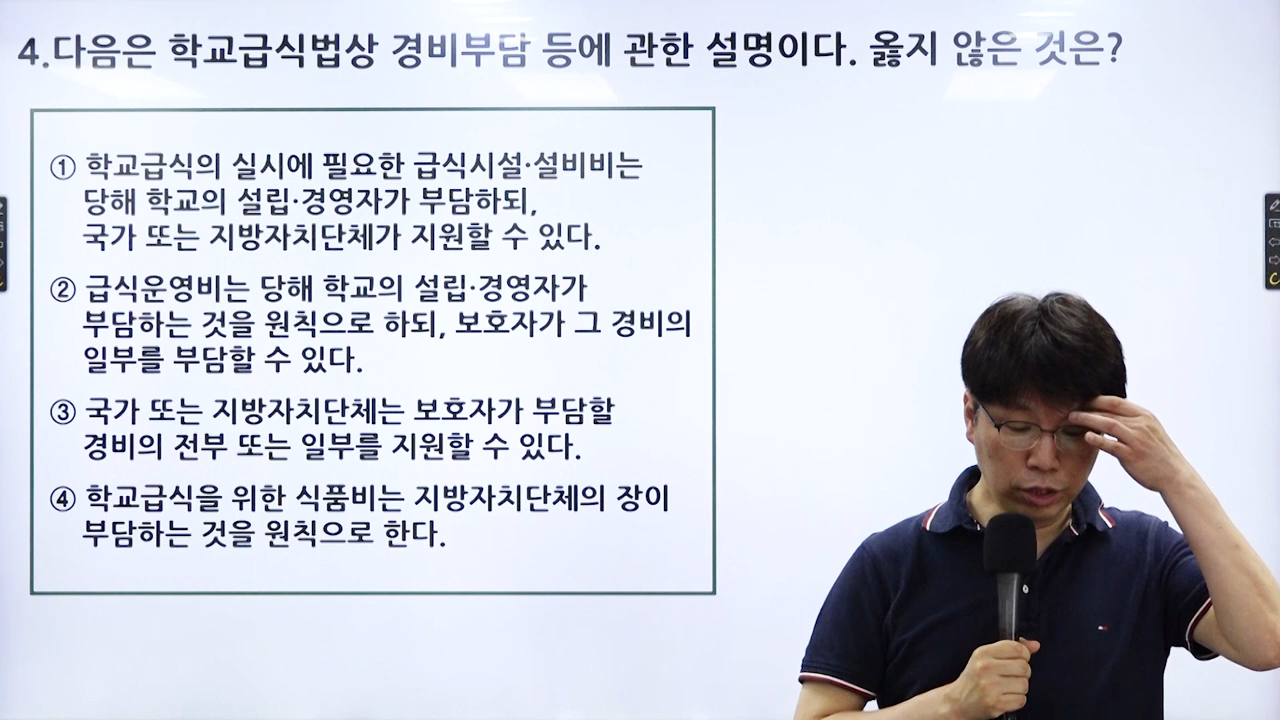 4.다음은 학교급식법상 경비부담 등에 관한 설명이다. 옳지 않은 것은?
① 학교급식의 실시에 필요한 급식시설·설비비는
당해 학교의 설립·경영자가 부담하되,
국가 또는 지방자치단체가 지원할 수 있다.
② 급식운영비는 당해 학교의 설립·경영자가
부담하는 것을 원칙으로 하되, 보호자가 그 경비의
일부를 부담할 수 있다.
③ 국가 또는 지방자치단체는 보호자가 부담할
경비의 전부 또는 일부를 지원할 수 있다.
④ 학교급식을 위한 식품비는 지방자치단체의 장이
부담하는 것을 원칙으로 한다.